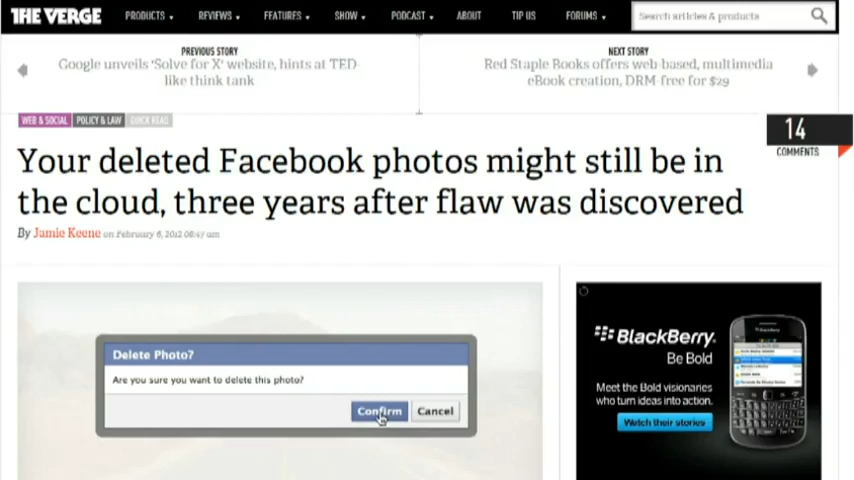 THE VERGE PRODUCTS REVIEWS FEATURES SHOW PODCAST ABOUT TIP US FORUMS Search articles & products
PREVIOUS STORY
Google unveils 'Solve for X' website, hints at TED-
like think tank
NEXT STORY
Red Staple Books offers web-based, multimedia
eBook creation, DRM-free for $29
WEB & SOCIAL POLICY & LAW QUICK READ
14
COMMENTS
Your deleted Facebook photos might still be in
the cloud, three years after flaw was discovered
By Jamie Keene on February 6, 2012 08:47 am
Delete Photo?
Are you sure you want to delete this photo?
Confirm Cancel
BlackBerry.
Be Bold
Meet the Bold visionaries
who turn ideas into action.
Watch their stories